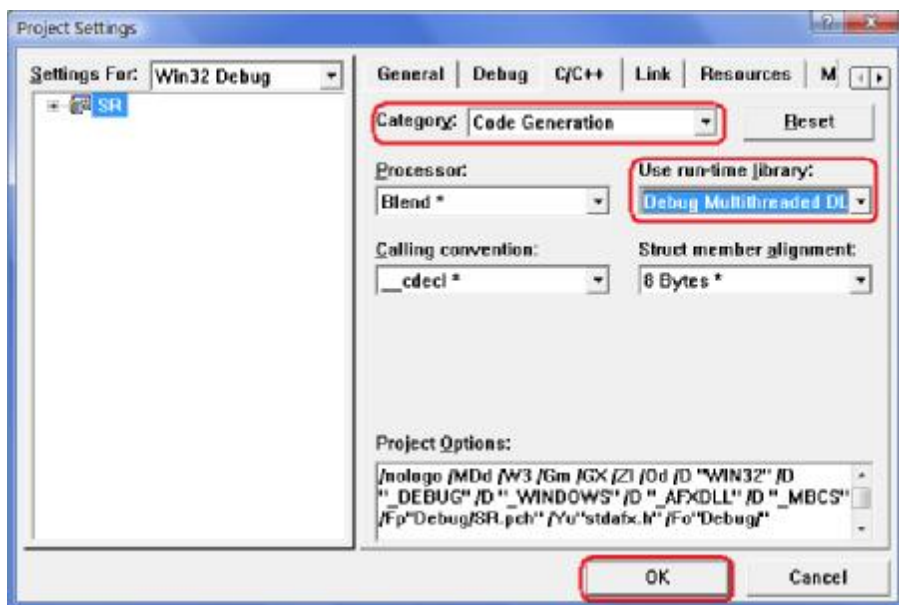 Project Settings
Settings For: Win32 Debug
SR
General Debug C/C++ Link Resources M
Category: Code Generation
Reset
Processor:
Blend *
Use run-time library:
Debug Multithreaded DL
Calling convention:
__cdecl *
Struct member alignment:
8 Bytes *
Project Options:
/nologo /MDd /W3 /Gm /GX /ZI /Od /D "WIN32" /D
"_DEBUG" /D "_WINDOWS" /D "_AFXDLL" /D "_MBCS"
/Fp"Debug/SR.pch" /Yu"stdafx.h" /Fo"Debug/"
OK
Cancel